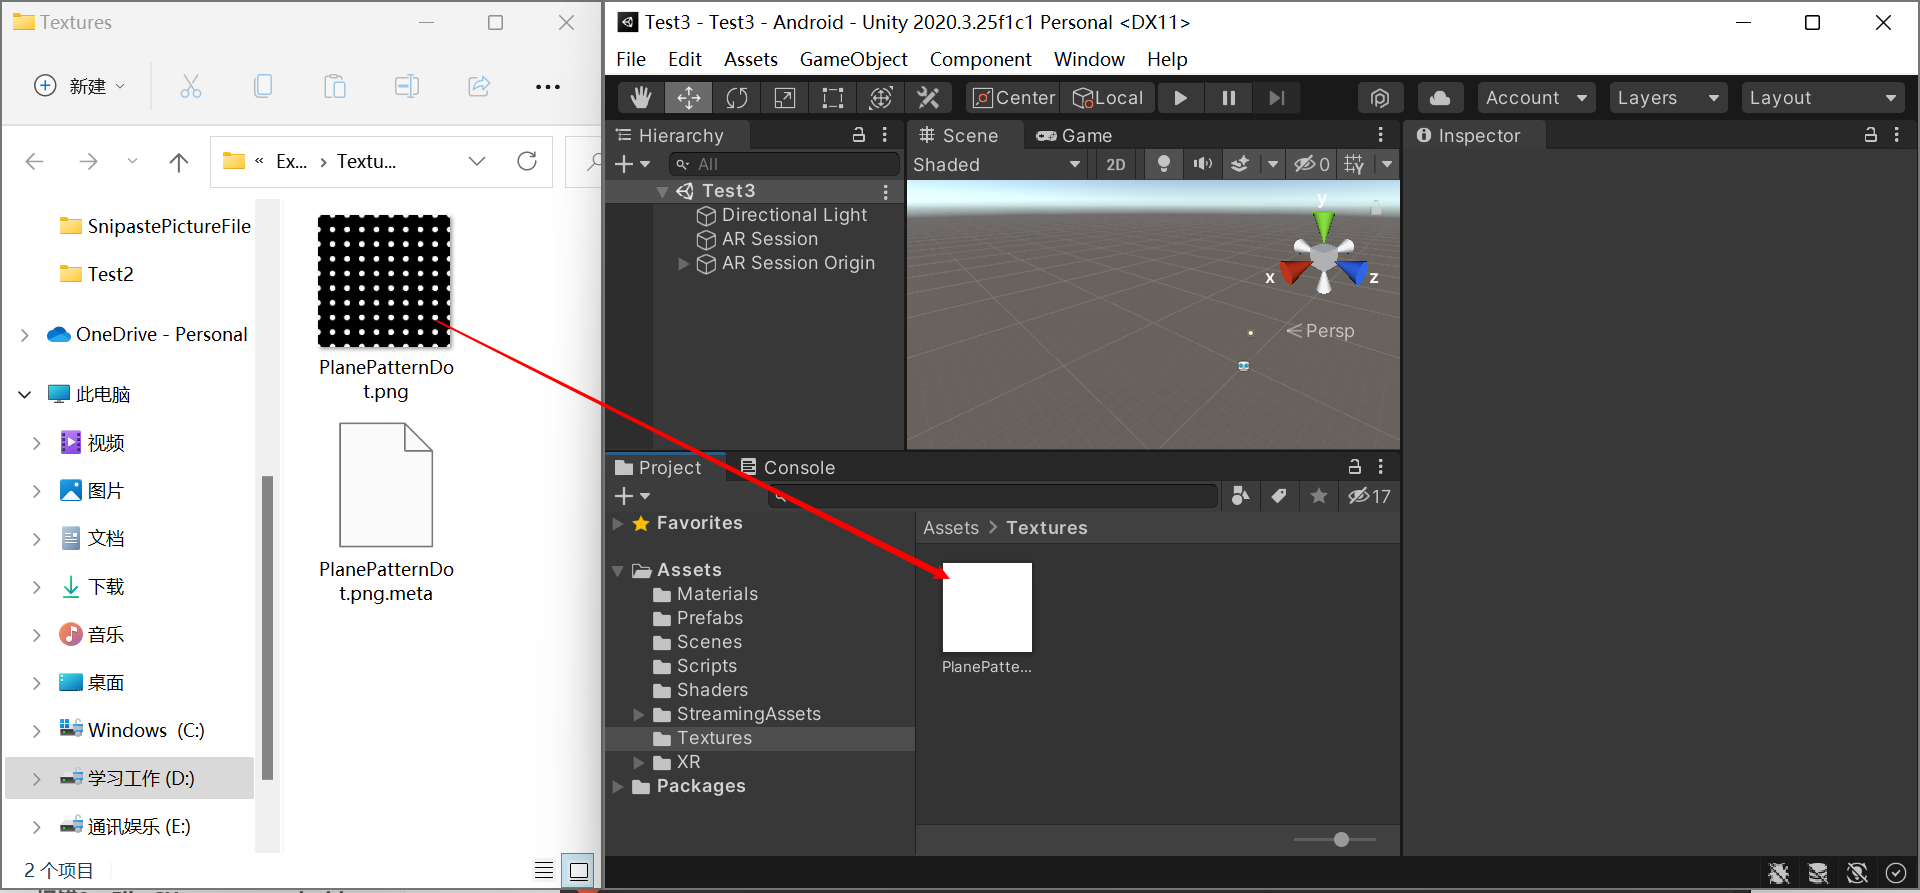 Textures
新建
« Ex... › Textu...
SnipastePictureFile
Test2
OneDrive - Personal
此电脑
视频
图片
文档
下载
音乐
桌面
Windows (C:)
学习工作 (D:)
通讯娱乐 (E:)
2 个项目
PlanePatternDo
t.png
PlanePatternDo
t.png.meta
Test3 - Test3 - Android - Unity 2020.3.25f1c1 Personal <DX11>
File Edit Assets GameObject Component Window Help
Center Local Account Layers Layout
Hierarchy
All
Test3
Directional Light
AR Session
AR Session Origin
Scene Game
Shaded 2D 0
y
x z
Persp
Inspector
Project Console
17
Favorites
Assets
Materials
Prefabs
Scenes
Scripts
Shaders
StreamingAssets
Textures
XR
Packages
Assets > Textures
PlanePatte...